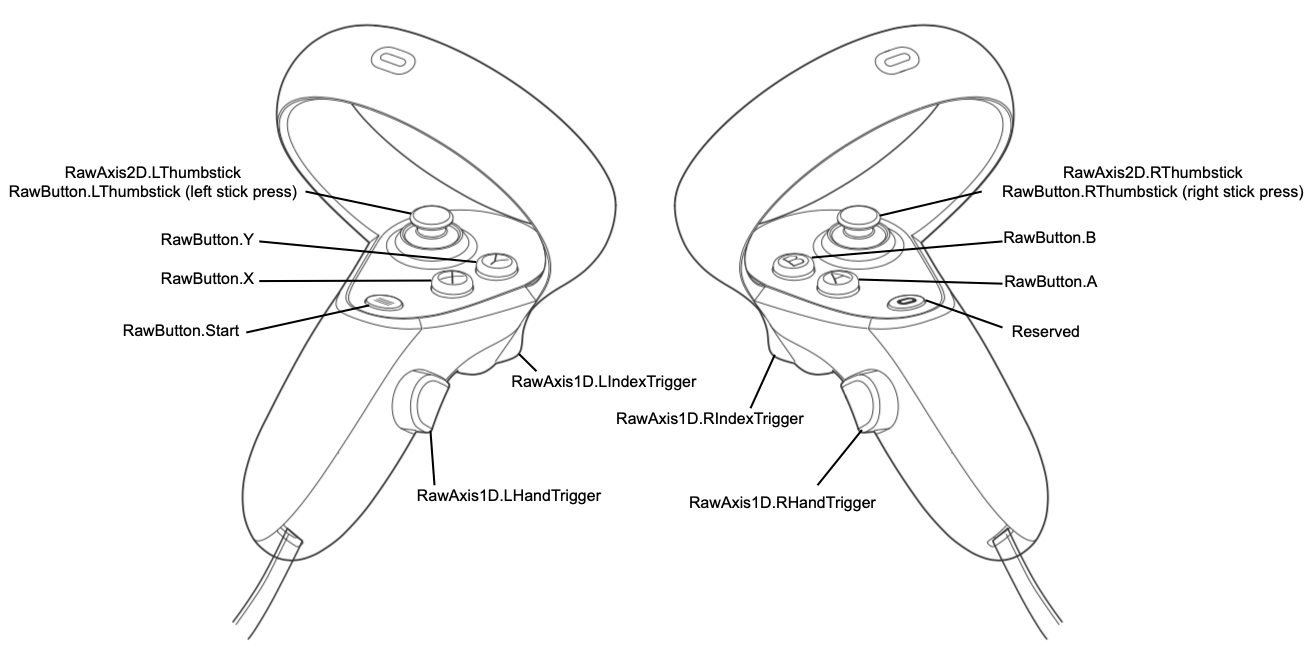 RawAxis2D.LThumbstick
RawButton.LThumbstick (left stick press)
RawButton.Y
RawButton.X
RawButton.Start
RawAxis1D.LIndexTrigger
RawAxis1D.LHandTrigger
Y
X
RawAxis2D.RThumbstick
RawButton.RThumbstick (right stick press)
RawButton.B
RawButton.A
Reserved
RawAxis1D.RIndexTrigger
RawAxis1D.RHandTrigger
B
A